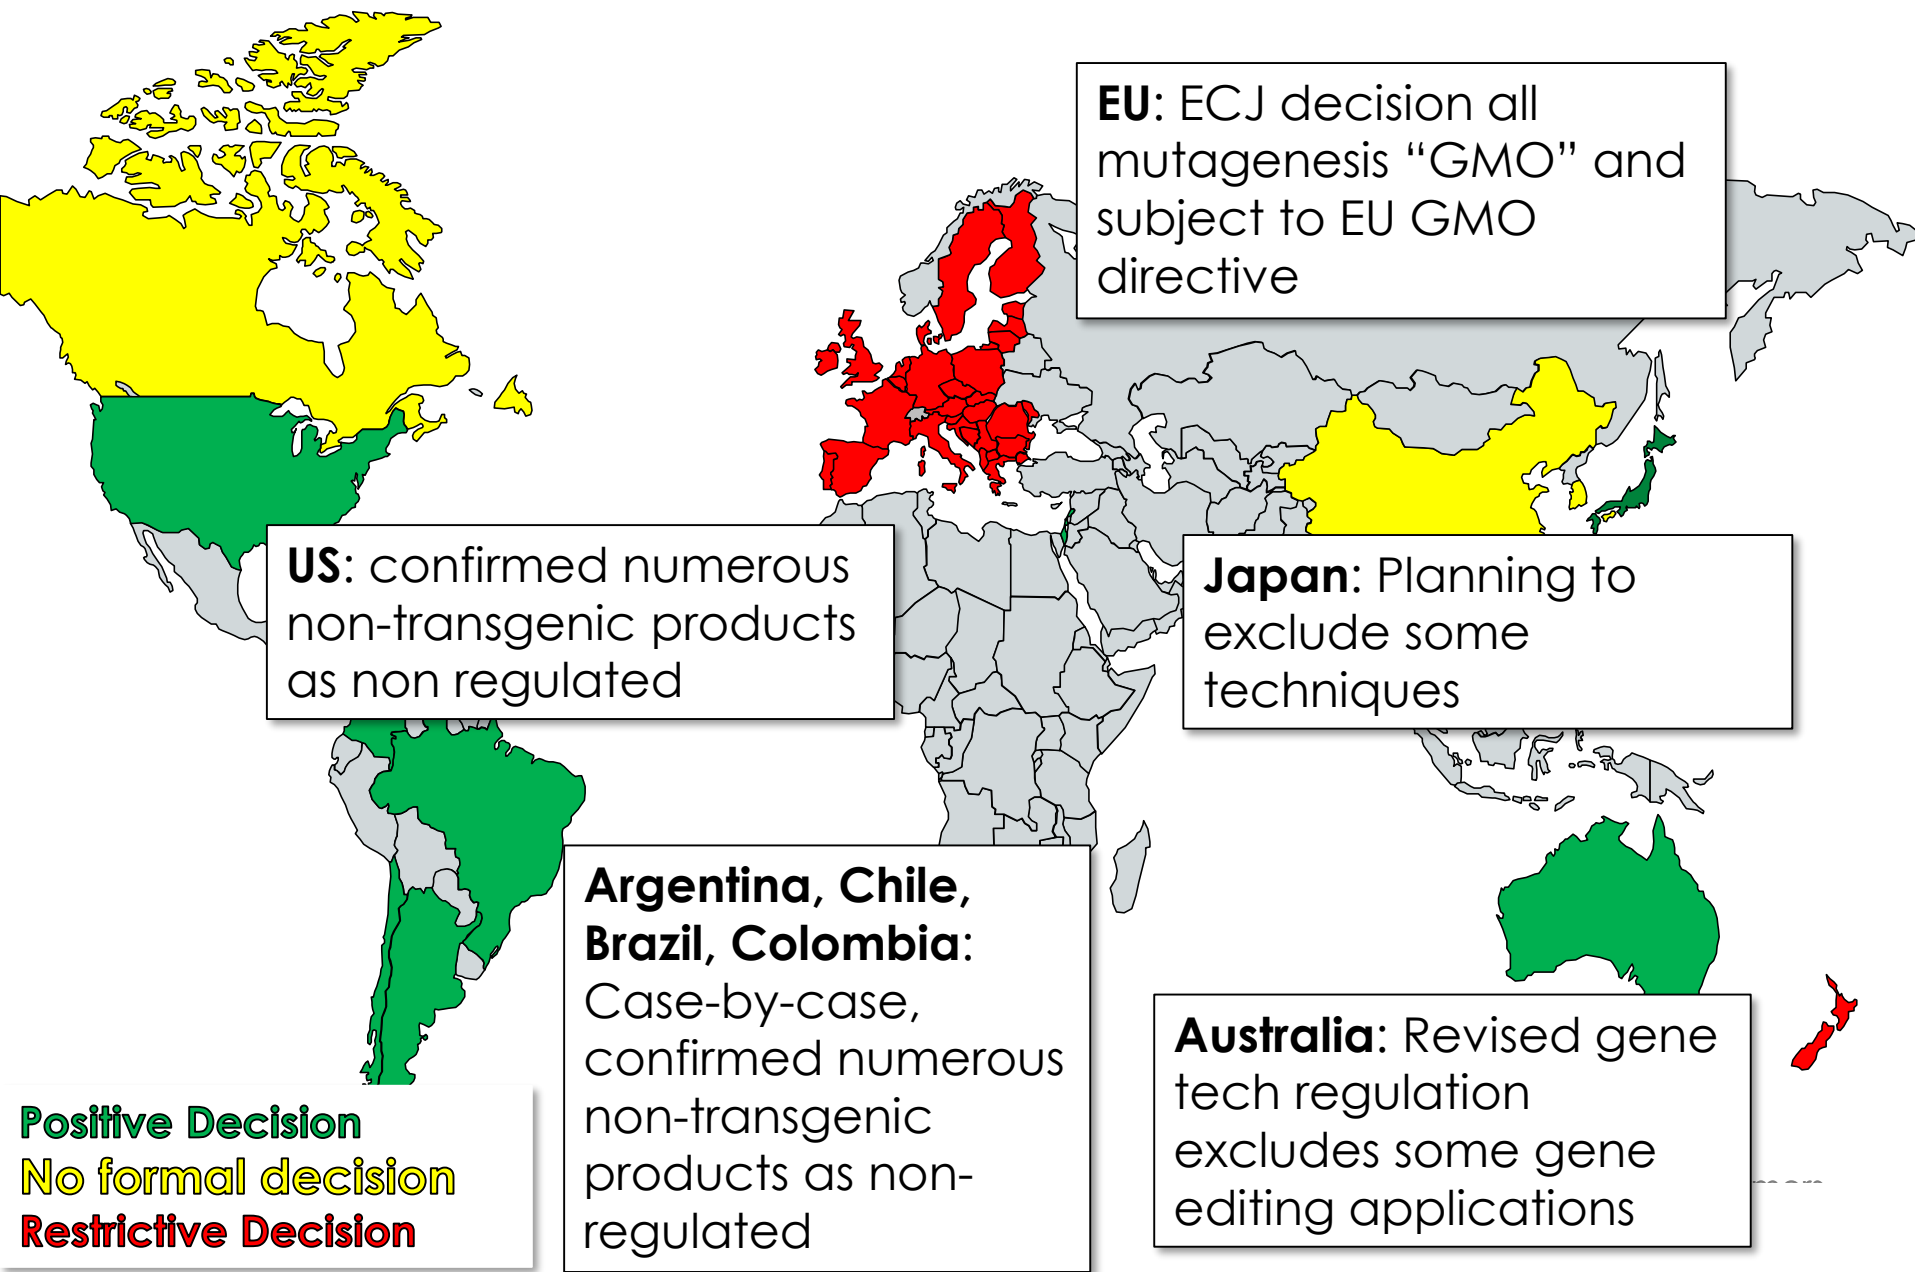 EU: ECJ decision all
mutagenesis “GMO” and
subject to EU GMO
directive
US: confirmed numerous
non-transgenic products
as non regulated
Japan: Planning to
exclude some
techniques
Argentina, Chile,
Brazil, Colombia:
Case-by-case,
confirmed numerous
non-transgenic
products as non-
regulated
Australia: Revised gene
tech regulation
excludes some gene
editing applications
Positive Decision
No formal decision
Restrictive Decision